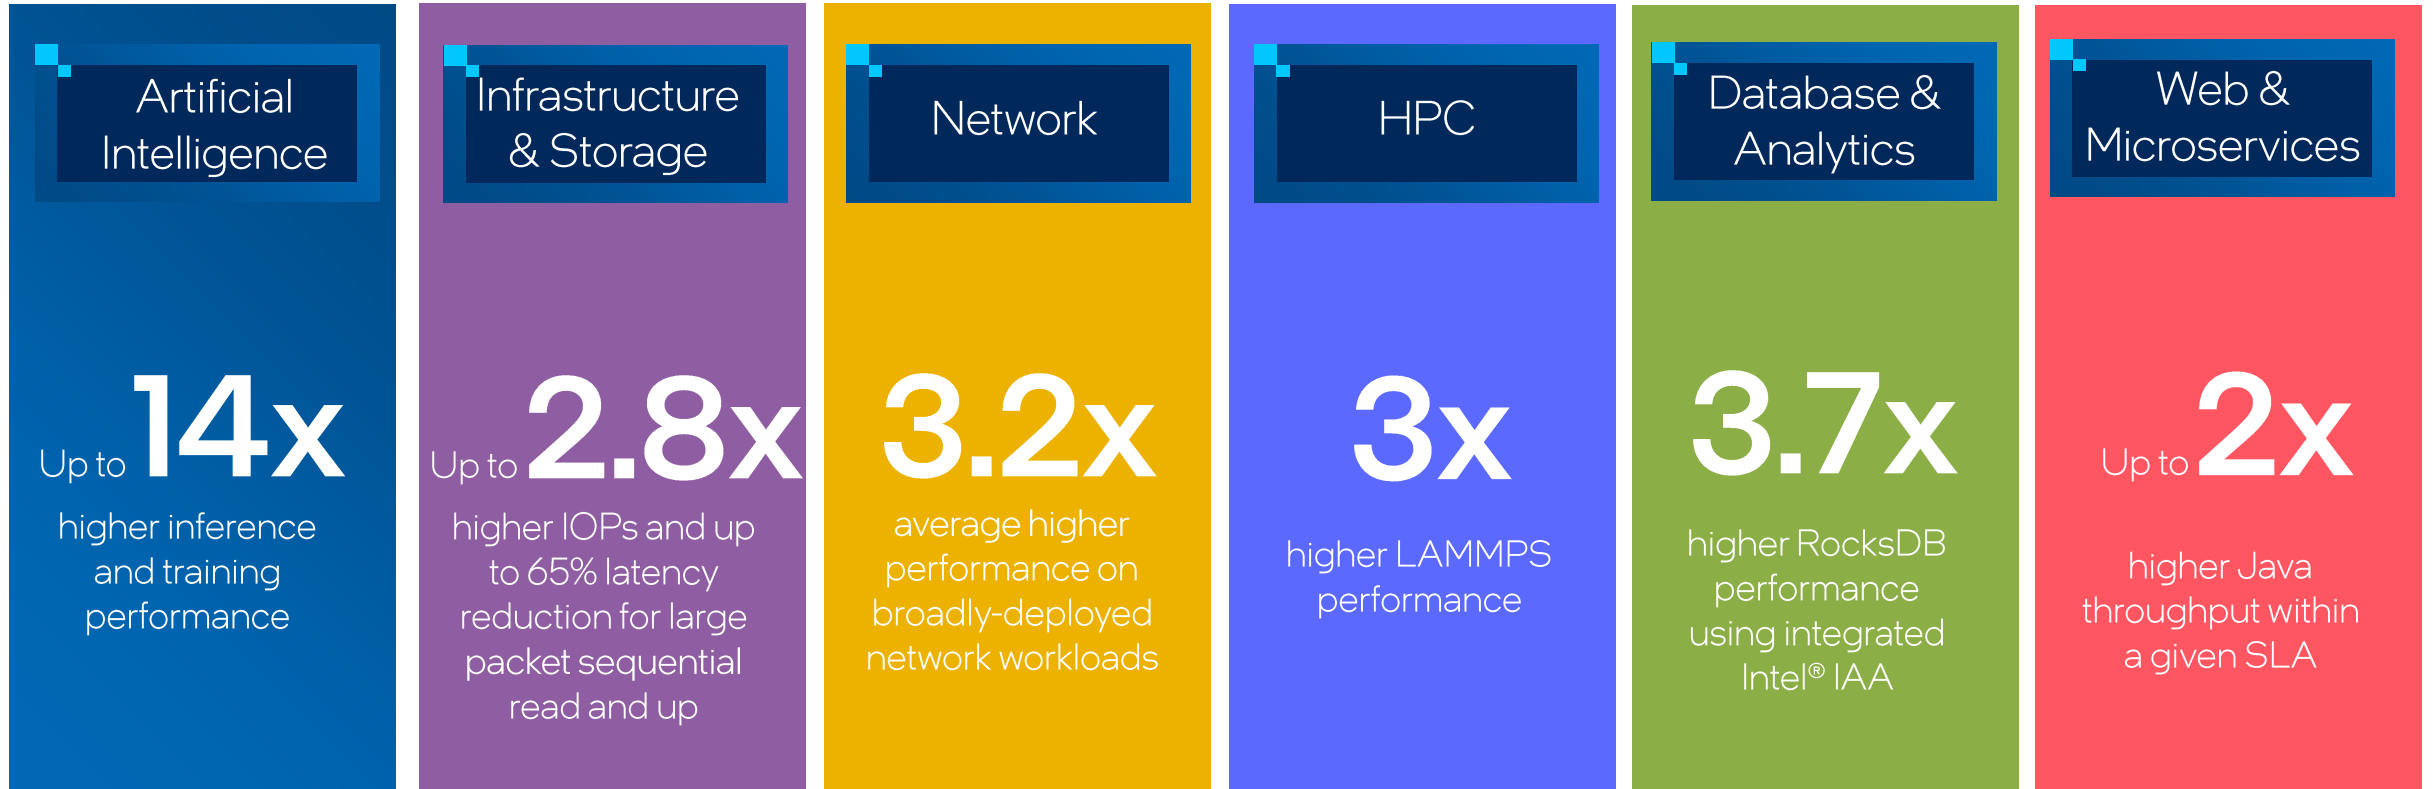 Artificial
Intelligence
Up to 14x
higher inference
and training
performance
Infrastructure
& Storage
Up to 2.8x
higher IOPs and up
to 65% latency
reduction for large
packet sequential
read and up
Network
3.2x
average higher
performance on
broadly-deployed
network workloads
HPC
3x
higher LAMMPS
performance
Database &
Analytics
3.7x
higher RocksDB
performance
using integrated
Intel® IAA
Web &
Microservices
Up to 2x
higher Java
throughput within
a given SLA